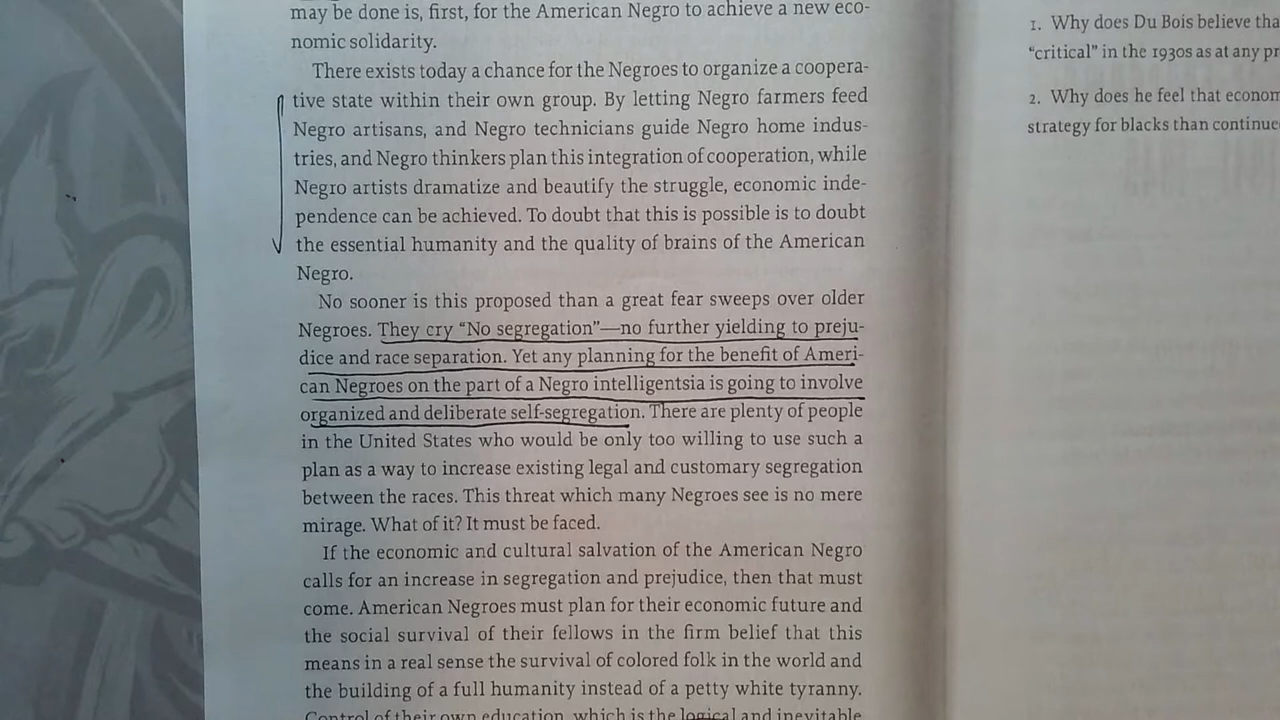 may be done is, first, for the American Negro to achieve a new eco-
nomic solidarity.
There exists today a chance for the Negroes to organize a coopera-
tive state within their own group. By letting Negro farmers feed
Negro artisans, and Negro technicians guide Negro home indus-
tries, and Negro thinkers plan this integration of cooperation, while
Negro artists dramatize and beautify the struggle, economic inde-
pendence can be achieved. To doubt that this is possible is to doubt
the essential humanity and the quality of brains of the American
Negro.
No sooner is this proposed than a great fear sweeps over older
Negroes. They cry “No segregation”—no further yielding to preju-
dice and race separation. Yet any planning for the benefit of Ameri-
can Negroes on the part of a Negro intelligentsia is going to involve
organized and deliberate self-segregation. There are plenty of people
in the United States who would be only too willing to use such a
plan as a way to increase existing legal and customary segregation
between the races. This threat which many Negroes see is no mere
mirage. What of it? It must be faced.
If the economic and cultural salvation of the American Negro
calls for an increase in segregation and prejudice, then that must
come. American Negroes must plan for their economic future and
the social survival of their fellows in the firm belief that this
means in a real sense the survival of colored folk in the world and
the building of a full humanity instead of a petty white tyranny.
Control of their own education, which is the logical and inevitable
1. Why does Du Bois believe tha
“critical” in the 1930s as at any pr
2. Why does he feel that econom
strategy for blacks than continue